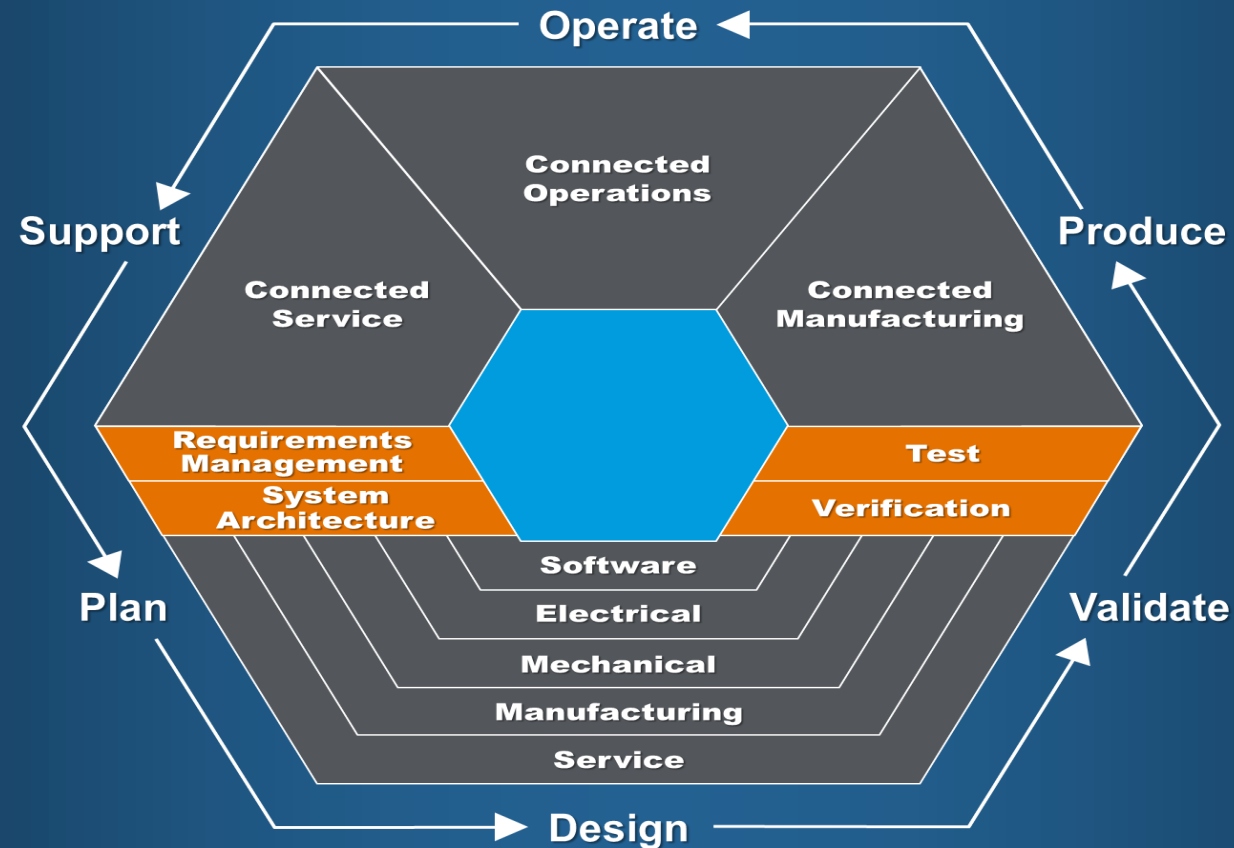 Operate
Connected
Operations
Support
Produce
Connected
Service
Connected
Manufacturing
Requirements
Management
Test
System
Architecture
Verification
Software
Electrical
Plan
Validate
Mechanical
Manufacturing
Service
Design